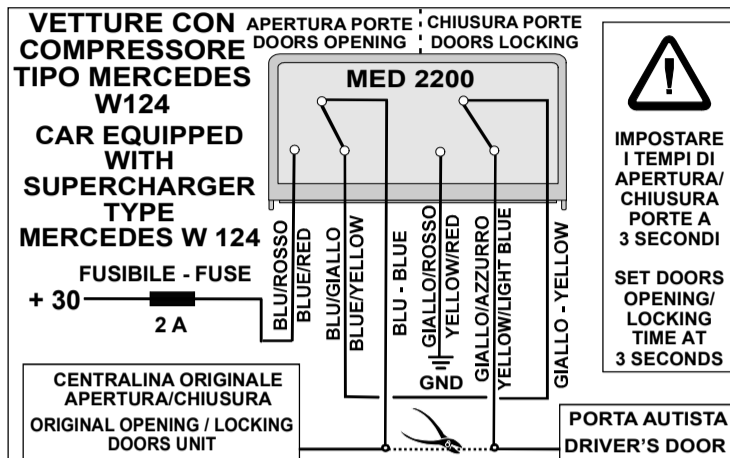 VETTURE CON
COMPRESSORE
TIPO MERCEDES
W124
CAR EQUIPPED
WITH
SUPERCHARGER
TYPE
MERCEDES W 124
APERTURA PORTE
DOORS OPENING
CHIUSURA PORTE
DOORS LOCKING
MED 2200
BLU/ROSSO
BLUE/RED
BLU/GIALLO
BLUE/YELLOW
BLU - BLUE
GIALLO/ROSSO
YELLOW/RED
GIALLO/AZZURRO
YELLOW/LIGHT BLUE
GIALLO - YELLOW
FUSIBILE - FUSE
+ 30
2 A
GND
CENTRALINA ORIGINALE
APERTURA/CHIUSURA
ORIGINAL OPENING / LOCKING
DOORS UNIT
PORTA AUTISTA
DRIVER'S DOOR
!
IMPOSTARE
I TEMPI DI
APERTURA/
CHIUSURA
PORTE A
3 SECONDI
SET DOORS
OPENING/
LOCKING
TIME AT
3 SECONDS